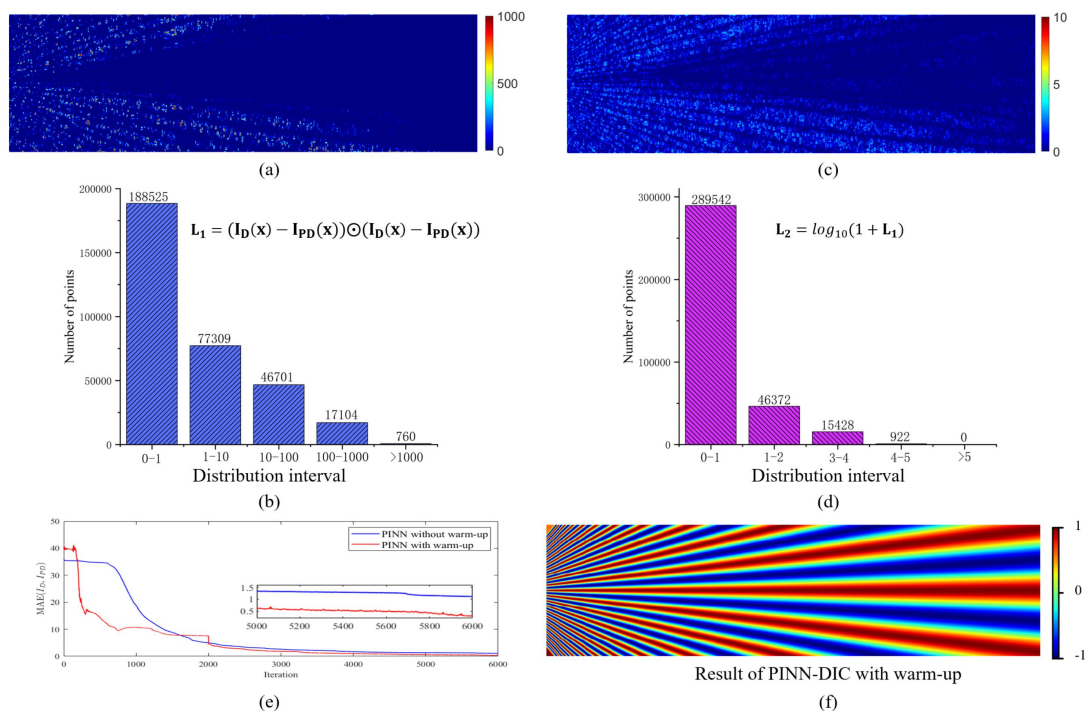 1000
500
0
(a)
10
5
0
(c)
200000
150000
100000
50000
0
Number of points
188525
77309
46701
17104
760
L₁ = (I_D(x) − I_PD(x))⊙(I_D(x) − I_PD(x))
0-1
1-10
10-100
100-1000
>1000
Distribution interval
(b)
300000
200000
100000
0
Number of points
289542
46372
15428
922
0
L₂ = log₁₀(1 + L₁)
0-1
1-2
3-4
4-5
>5
Distribution interval
(d)
50
40
30
20
10
0
MAE(I_D, I_PD)
PINN without warm-up
PINN with warm-up
1.5
1
0.5
5000 5200 5400 5600 5800 6000
0 1000 2000 3000 4000 5000 6000
Iteration
(e)
1
0
-1
Result of PINN-DIC with warm-up
(f)